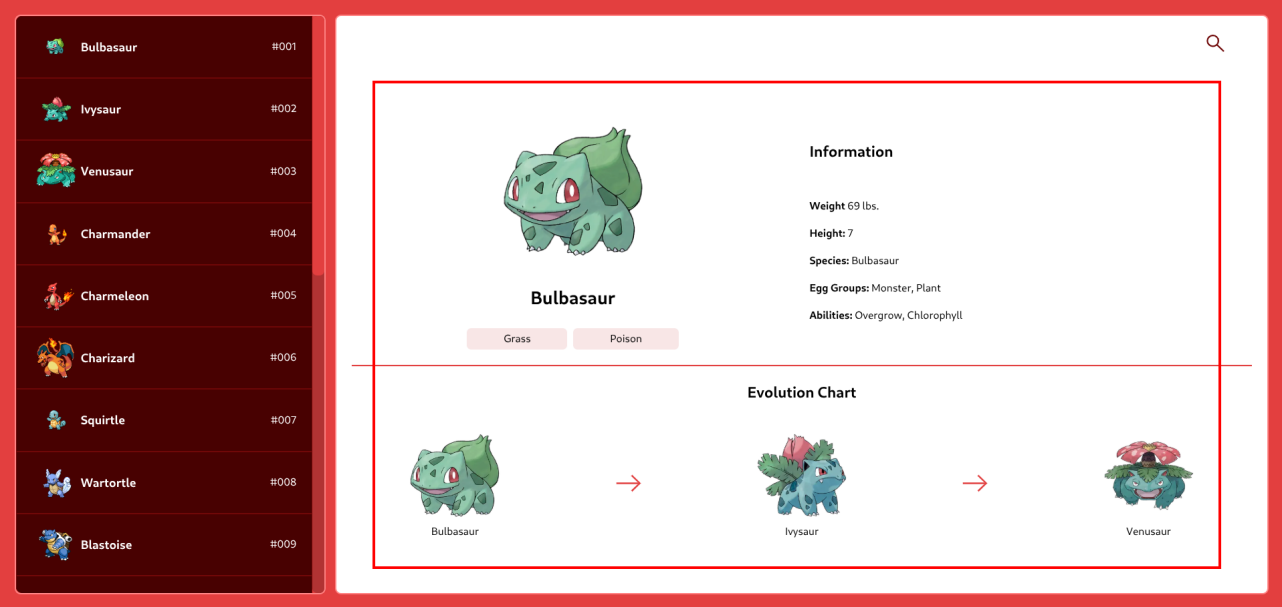 Bulbasaur #001
Ivysaur #002
Venusaur #003
Charmander #004
Charmeleon #005
Charizard #006
Squirtle #007
Wartortle #008
Blastoise #009
Bulbasaur
Grass Poison
Information
Weight 69 lbs.
Height: 7
Species: Bulbasaur
Egg Groups: Monster, Plant
Abilities: Overgrow, Chlorophyll
Evolution Chart
Bulbasaur Ivysaur Venusaur